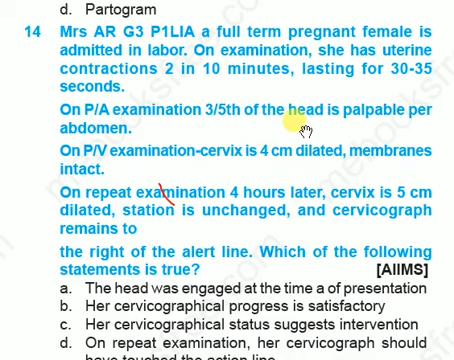 d. Partogram
14 Mrs AR G3 P1LIA a full term pregnant female is
admitted in labor. On examination, she has uterine
contractions 2 in 10 minutes, lasting for 30-35
seconds.
On P/A examination 3/5th of the head is palpable per
abdomen.
On P/V examination-cervix is 4 cm dilated, membranes
intact.
On repeat examination 4 hours later, cervix is 5 cm
dilated, station is unchanged, and cervicograph
remains to
the right of the alert line. Which of the following
statements is true? [AIIMS]
a. The head was engaged at the time a of presentation
b. Her cervicographical progress is satisfactory
c. Her cervicographical status suggests intervention
d. On repeat examination, her cervicograph should
have touched the action line